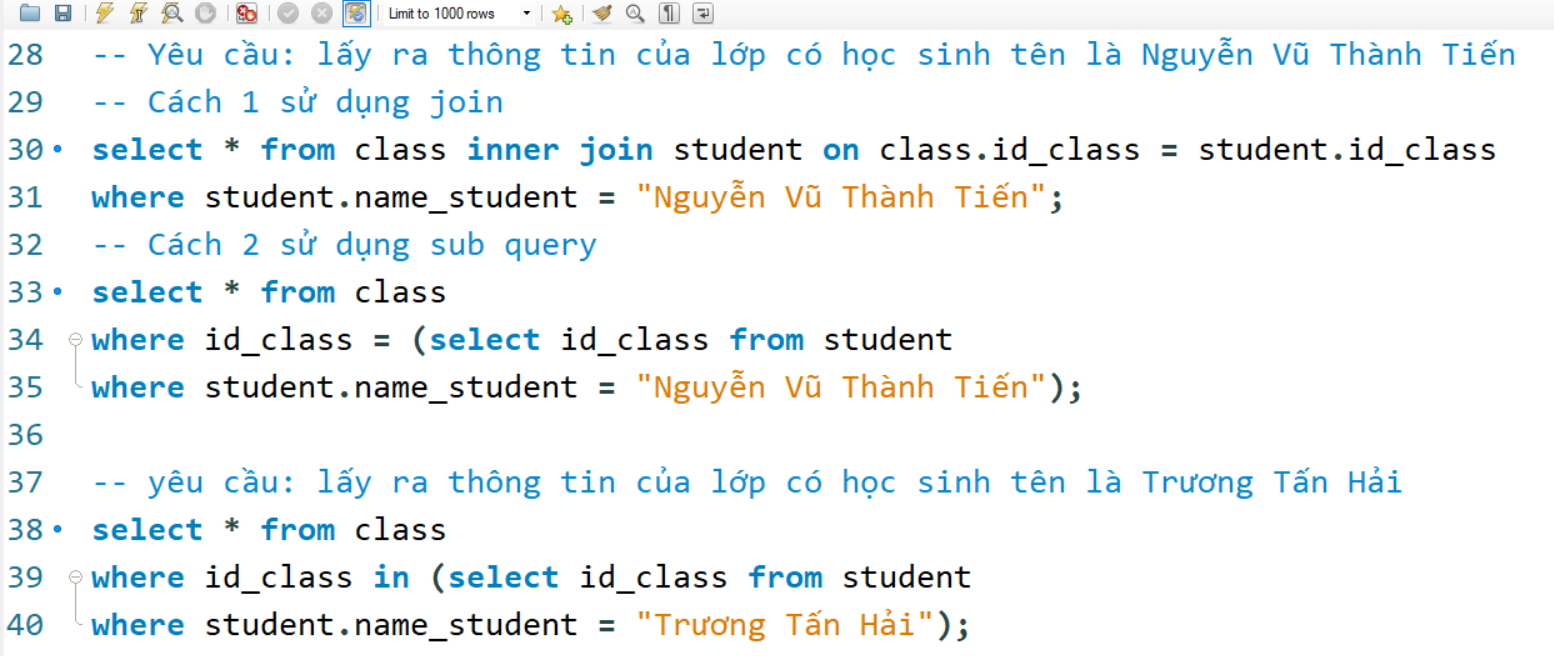 Limit to 1000 rows
28 -- Yêu cầu: lấy ra thông tin của lớp có học sinh tên là Nguyễn Vũ Thành Tiến
29 -- Cách 1 sử dụng join
30 select * from class inner join student on class.id_class = student.id_class
31 where student.name_student = "Nguyễn Vũ Thành Tiến";
32 -- Cách 2 sử dụng sub query
33 select * from class
34 where id_class = (select id_class from student
35 where student.name_student = "Nguyễn Vũ Thành Tiến");
36
37 -- yêu cầu: lấy ra thông tin của lớp có học sinh tên là Trương Tấn Hải
38 select * from class
39 where id_class in (select id_class from student
40 where student.name_student = "Trương Tấn Hải");